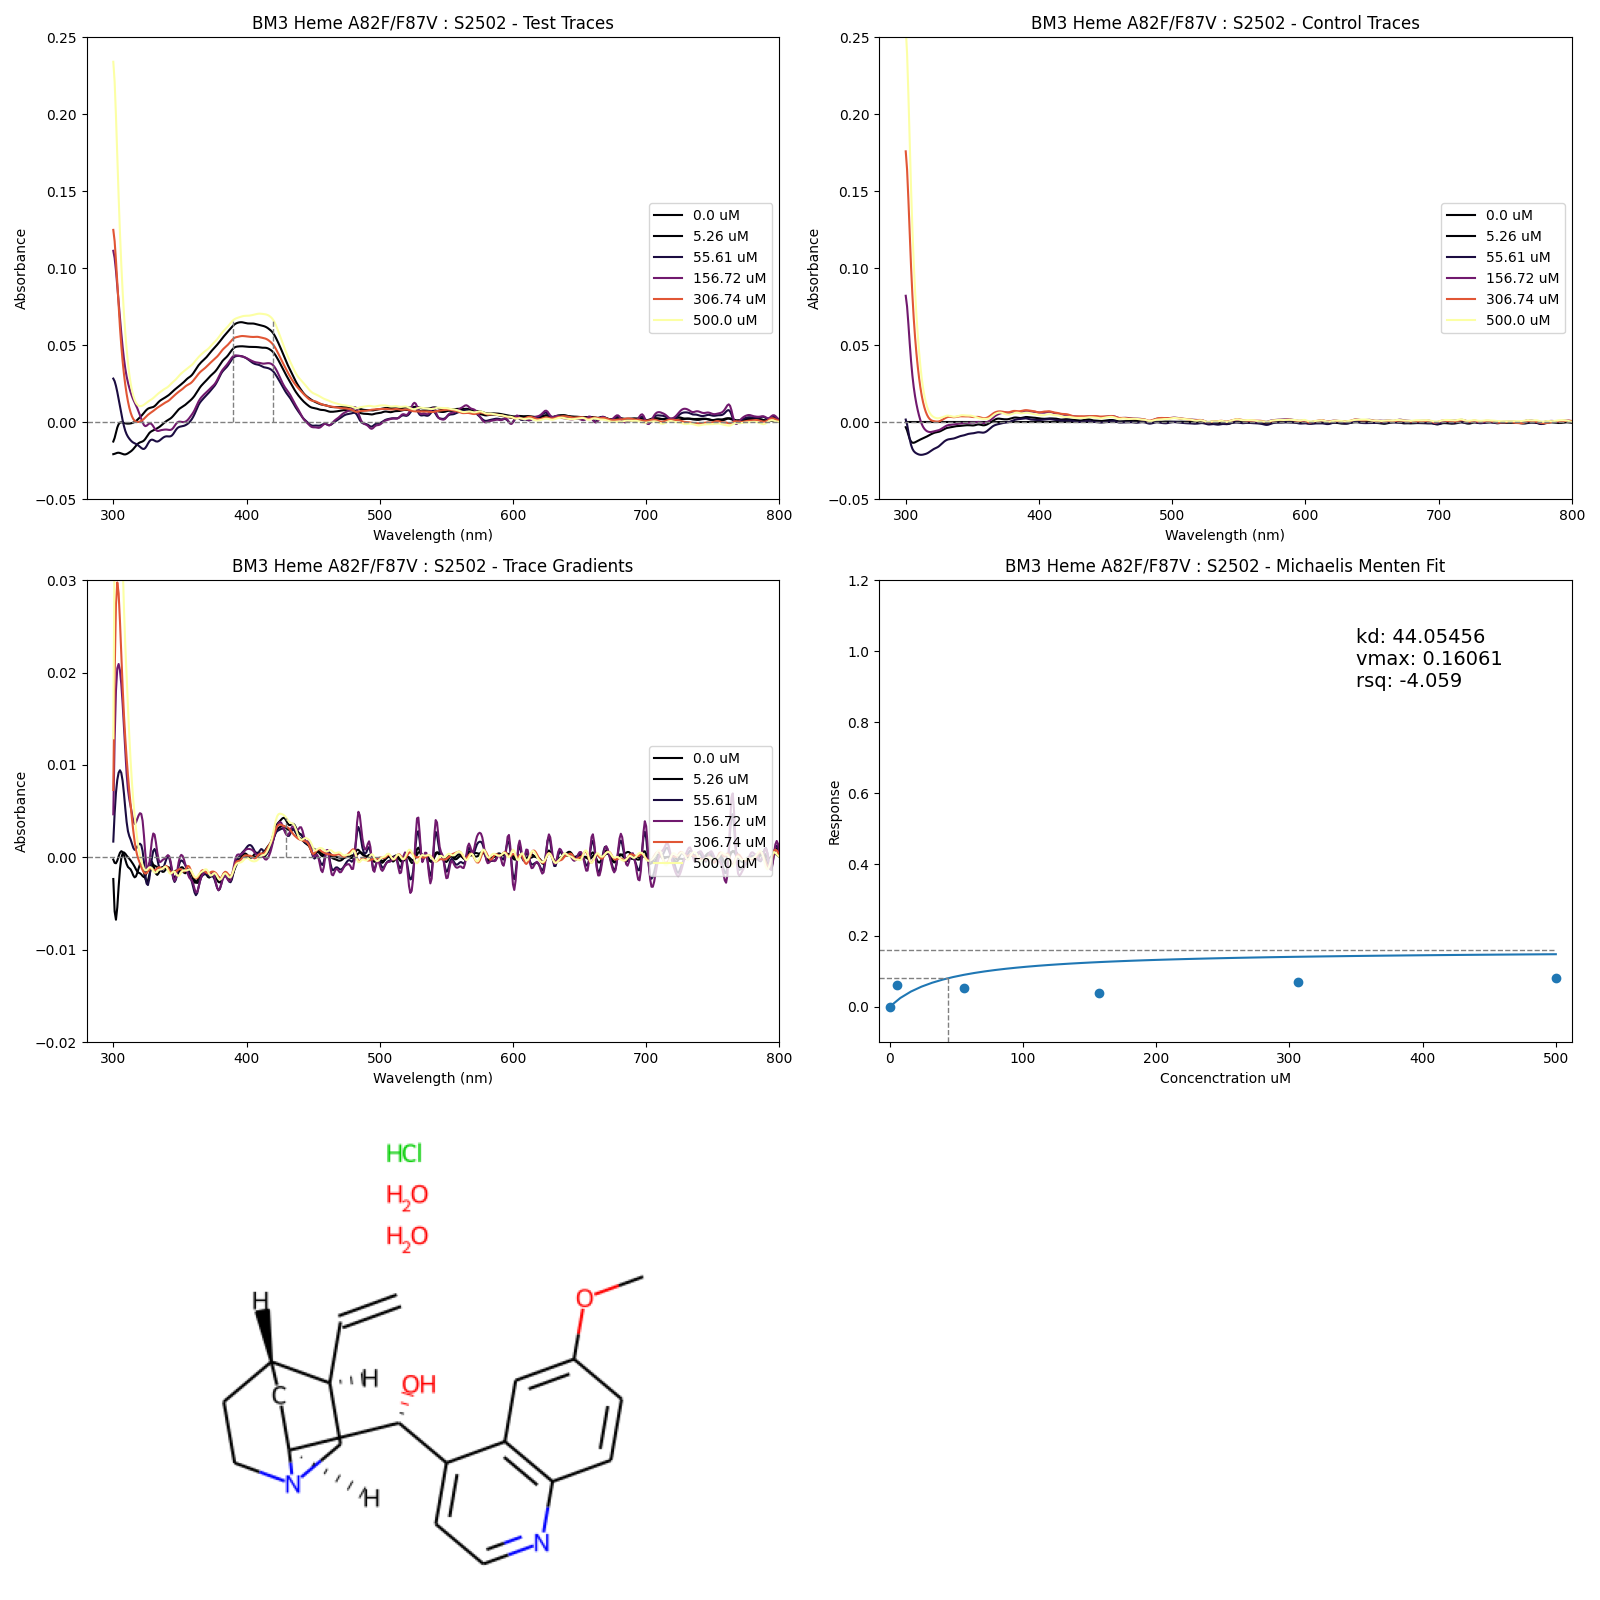 BM3 Heme A82F/F87V : S2502 - Test Traces
0.25
0.20
0.15
0.10
0.05
0.00
−0.05
Absorbance
300 400 500 600 700 800
Wavelength (nm)
0.0 uM
5.26 uM
55.61 uM
156.72 uM
306.74 uM
500.0 uM
BM3 Heme A82F/F87V : S2502 - Control Traces
0.25
0.20
0.15
0.10
0.05
0.00
−0.05
Absorbance
300 400 500 600 700 800
Wavelength (nm)
0.0 uM
5.26 uM
55.61 uM
156.72 uM
306.74 uM
500.0 uM
BM3 Heme A82F/F87V : S2502 - Trace Gradients
0.03
0.02
0.01
0.00
−0.01
−0.02
Absorbance
300 400 500 600 700 800
Wavelength (nm)
0.0 uM
5.26 uM
55.61 uM
156.72 uM
306.74 uM
500.0 uM
BM3 Heme A82F/F87V : S2502 - Michaelis Menten Fit
1.2
1.0
0.8
0.6
0.4
0.2
0.0
Response
0 100 200 300 400 500
Concenctration uM
kd: 44.05456
vmax: 0.16061
rsq: -4.059
HCl
H2O
H2O
H
O
H
OH
C
N
H
N